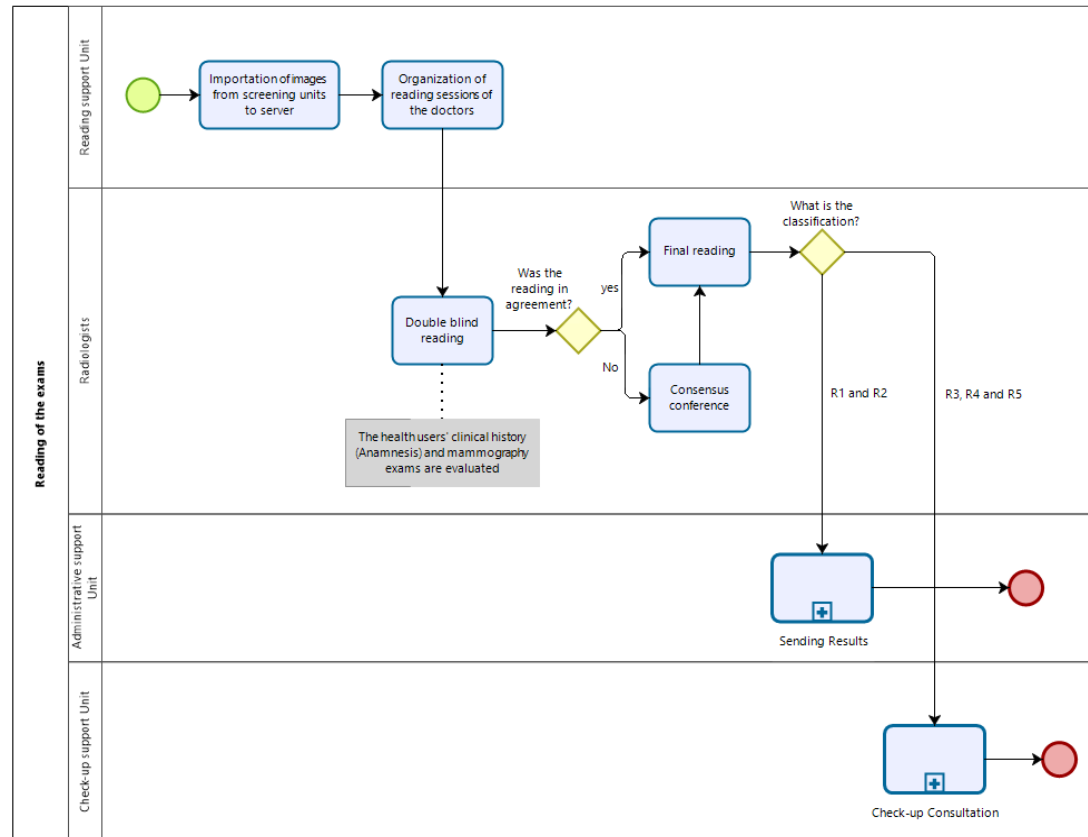 Reading of the exams
Reading support Unit
Importation of images
from screening units
to server
Organization of
reading sessions of
the doctors
Radiologists
Double blind
reading
The health users' clinical history
(Anamnesis) and mammography
exams are evaluated
Was the
reading in
agreement?
yes
No
Final reading
Consensus
conference
What is the
classification?
R1 and R2
R3, R4 and R5
Administrative support
Unit
Sending Results
Check-up support Unit
Check-up Consultation